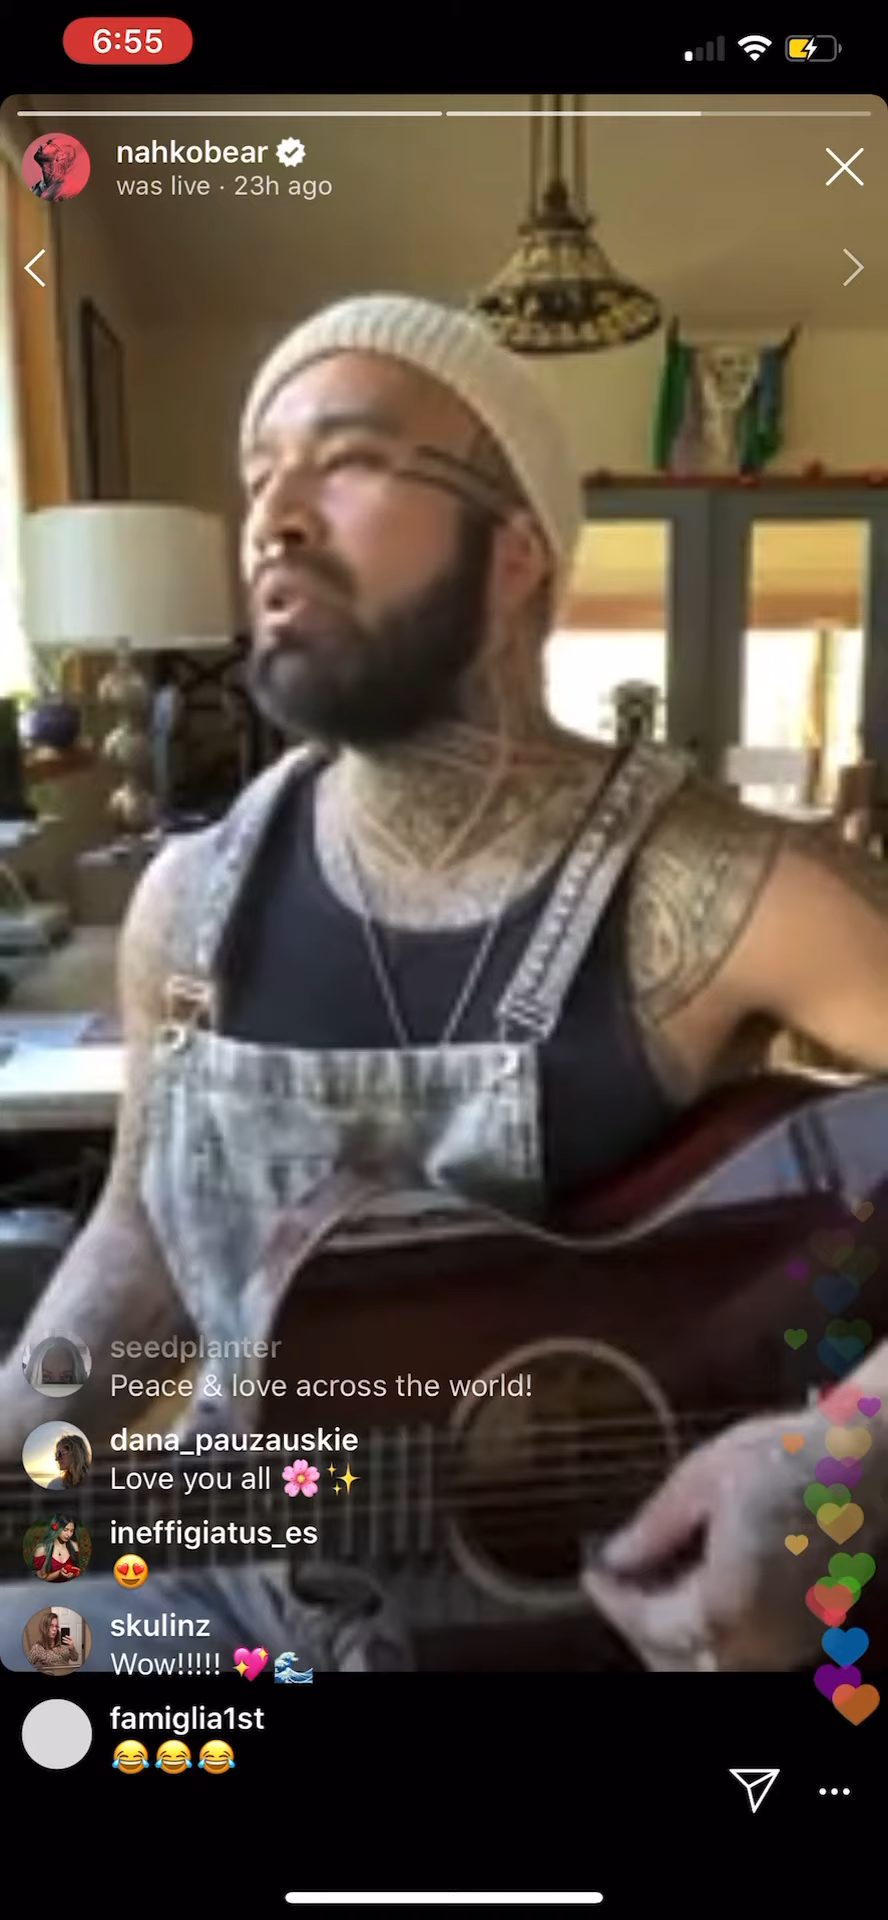 6:55
nahkobear
was live · 23h ago
seedplanter
Peace & love across the world!
dana_pauzauskie
Love you all 🌸✨
ineffigiatus_es
😍
skulinz
Wow!!!!! 💖🌊
famiglia1st
😂😂😂